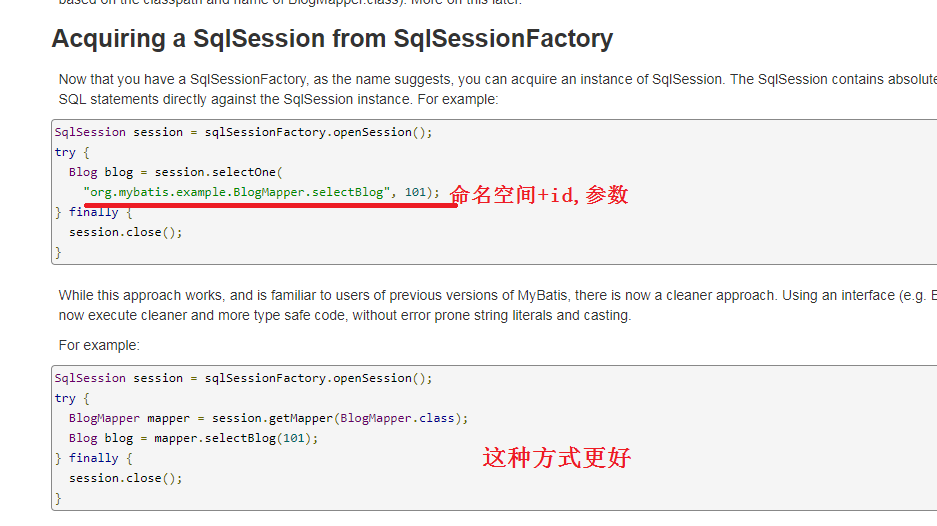 based on the classpath and name of BlogMapper.class). More on this later.
Acquiring a SqlSession from SqlSessionFactory
Now that you have a SqlSessionFactory, as the name suggests, you can acquire an instance of SqlSession. The SqlSession contains absolute
SQL statements directly against the SqlSession instance. For example:
SqlSession session = sqlSessionFactory.openSession();
try {
Blog blog = session.selectOne(
"org.mybatis.example.BlogMapper.selectBlog", 101); 命名空间+id,参数
} finally {
session.close();
}
While this approach works, and is familiar to users of previous versions of MyBatis, there is now a cleaner approach. Using an interface (e.g. B
now execute cleaner and more type safe code, without error prone string literals and casting.
For example:
SqlSession session = sqlSessionFactory.openSession();
try {
BlogMapper mapper = session.getMapper(BlogMapper.class);
Blog blog = mapper.selectBlog(101);
} finally { 这种方式更好
session.close();
}